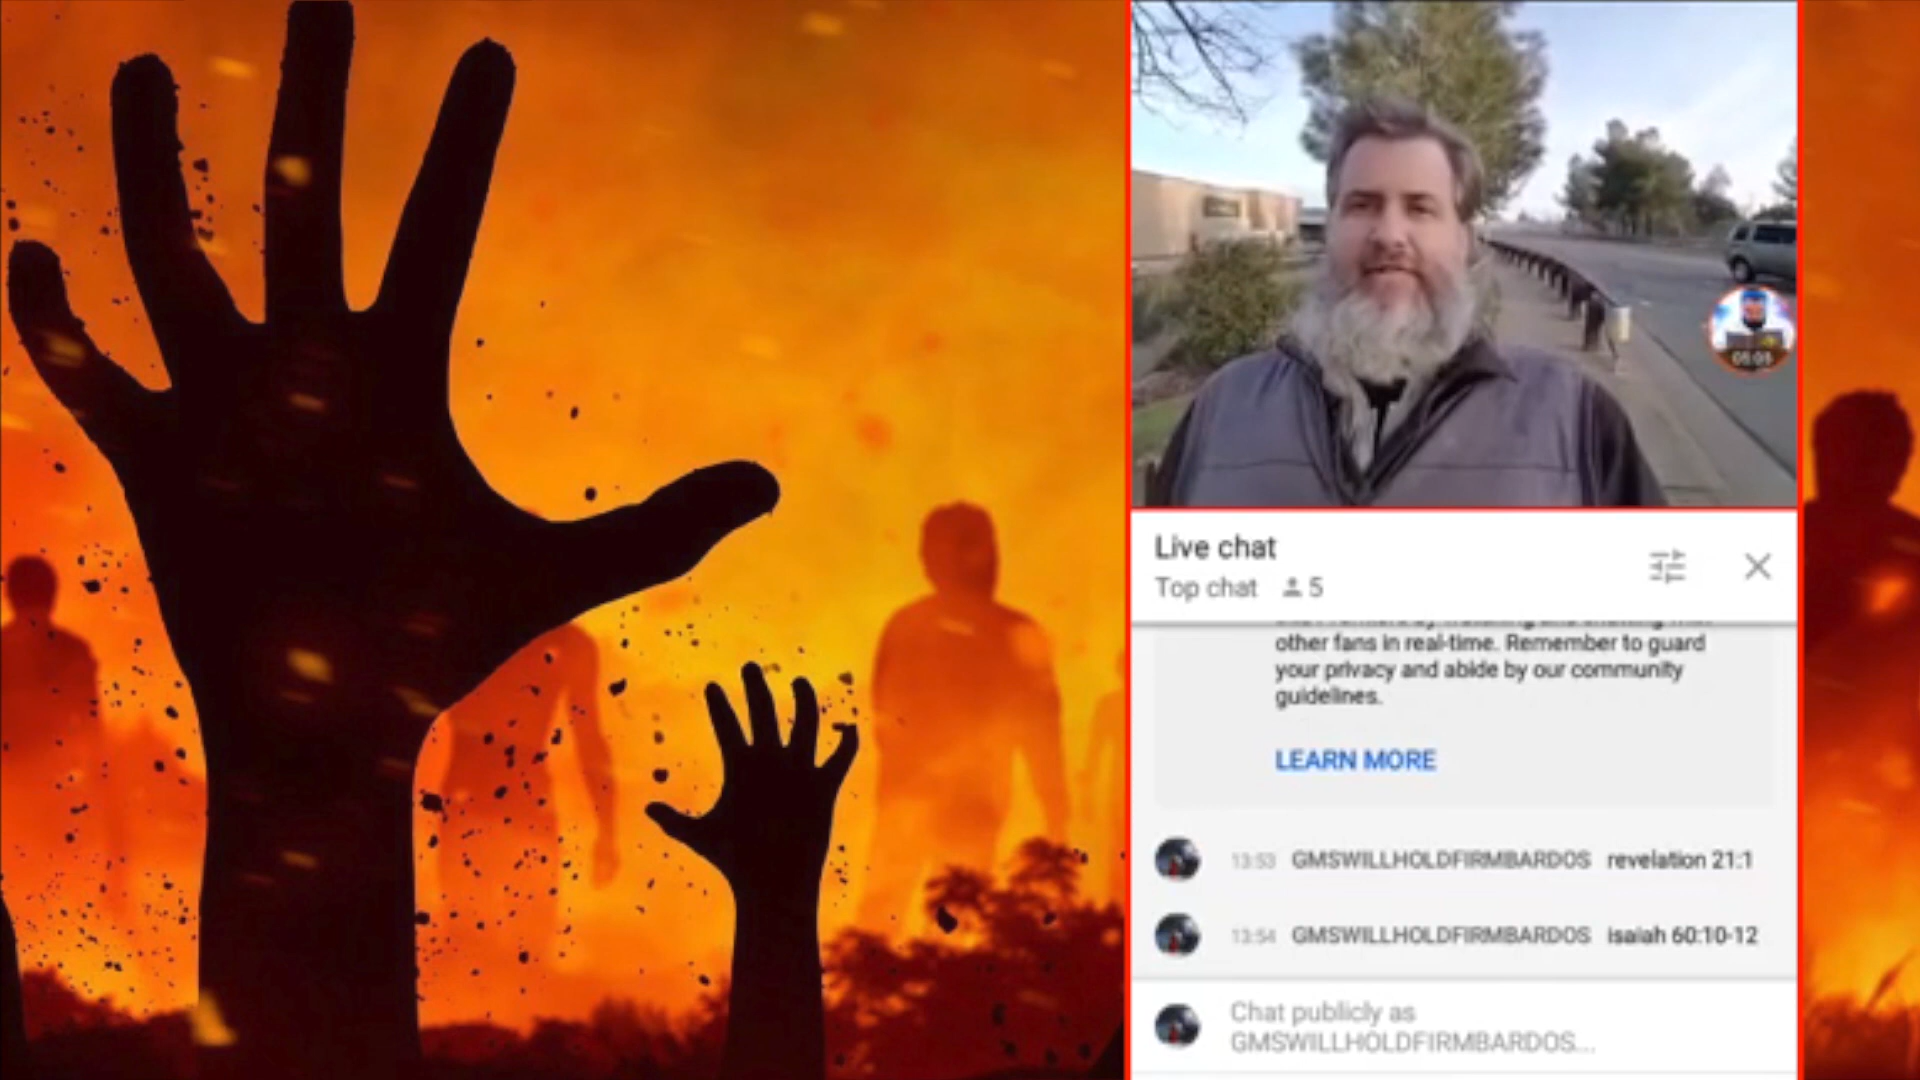 05:05
Live chat
Top chat 5
other fans in real-time. Remember to guard
your privacy and abide by our community
guidelines.
LEARN MORE
13:53 GMSWILLHOLDFIRMBARDOS revelation 21:1
13:54 GMSWILLHOLDFIRMBARDOS isaiah 60:10-12
Chat publicly as
GMSWILLHOLDFIRMBARDOS...